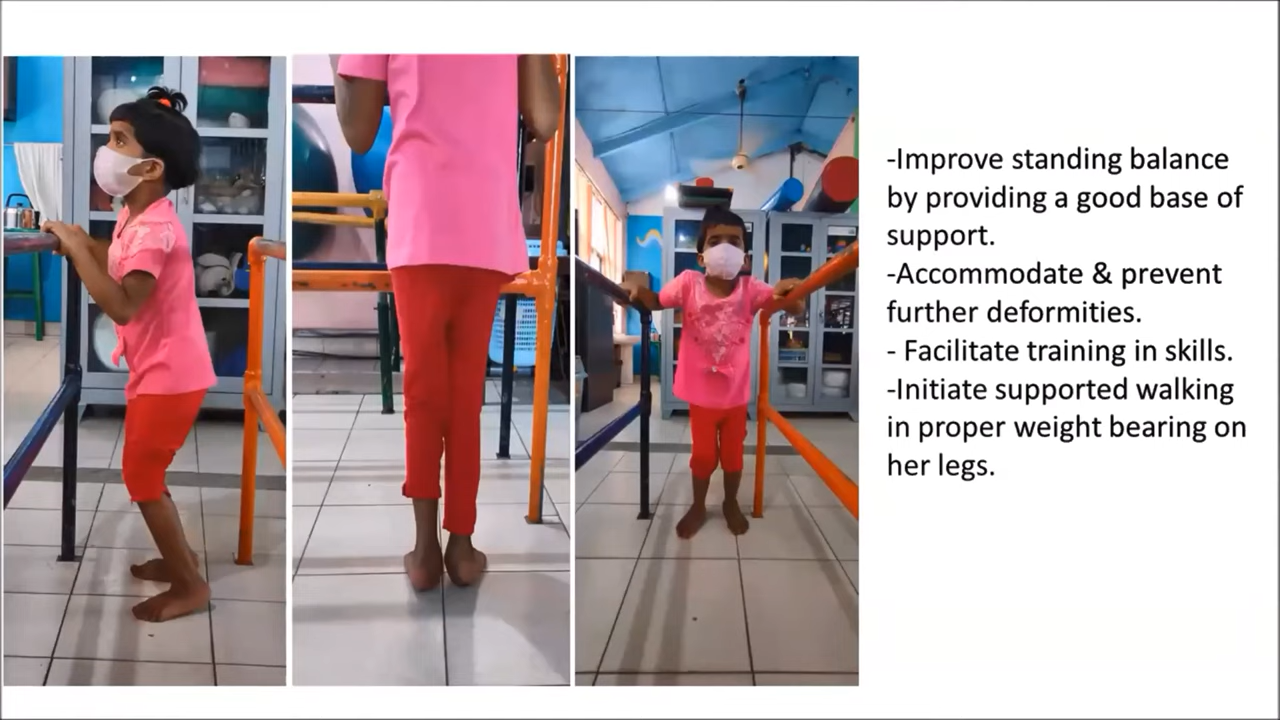 -Improve standing balance
by providing a good base of
support.
-Accommodate & prevent
further deformities.
- Facilitate training in skills.
-Initiate supported walking
in proper weight bearing on
her legs.